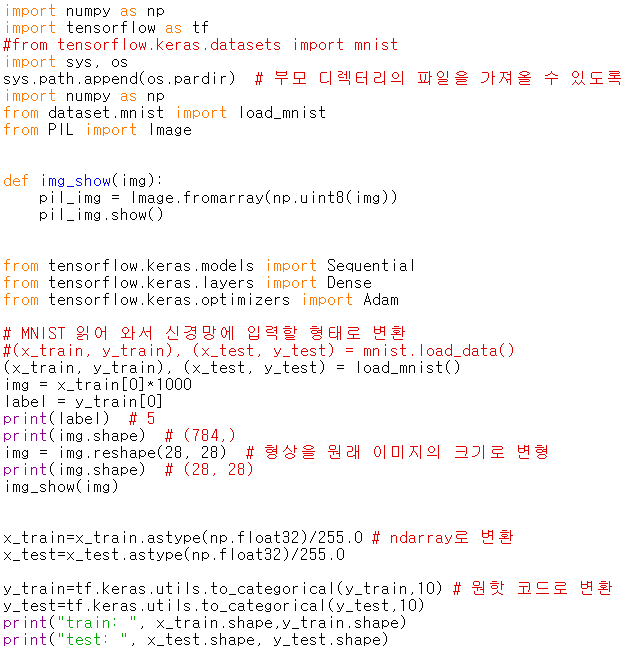 import numpy as np
import tensorflow as tf
#from tensorflow.keras.datasets import mnist
import sys, os
sys.path.append(os.pardir)  # 부모 디렉터리의 파일을 가져올 수 있도록
import numpy as np
from dataset.mnist import load_mnist
from PIL import Image
def img_show(img):
    pil_img = Image.fromarray(np.uint8(img))
    pil_img.show()
from tensorflow.keras.models import Sequential
from tensorflow.keras.layers import Dense
from tensorflow.keras.optimizers import Adam
# MNIST 읽어 와서 신경망에 입력할 형태로 변환
#(x_train, y_train), (x_test, y_test) = mnist.load_data()
(x_train, y_train), (x_test, y_test) = load_mnist()
img = x_train[0]*1000
label = y_train[0]
print(label)  # 5
print(img.shape)  # (784,)
img = img.reshape(28, 28)  # 형상을 원래 이미지의 크기로 변형
print(img.shape)  # (28, 28)
img_show(img)
x_train=x_train.astype(np.float32)/255.0 # ndarray로 변환
x_test=x_test.astype(np.float32)/255.0
y_train=tf.keras.utils.to_categorical(y_train,10) # 원핫 코드로 변환
y_test=tf.keras.utils.to_categorical(y_test,10)
print("train: ", x_train.shape,y_train.shape)
print("test: ", x_test.shape, y_test.shape)